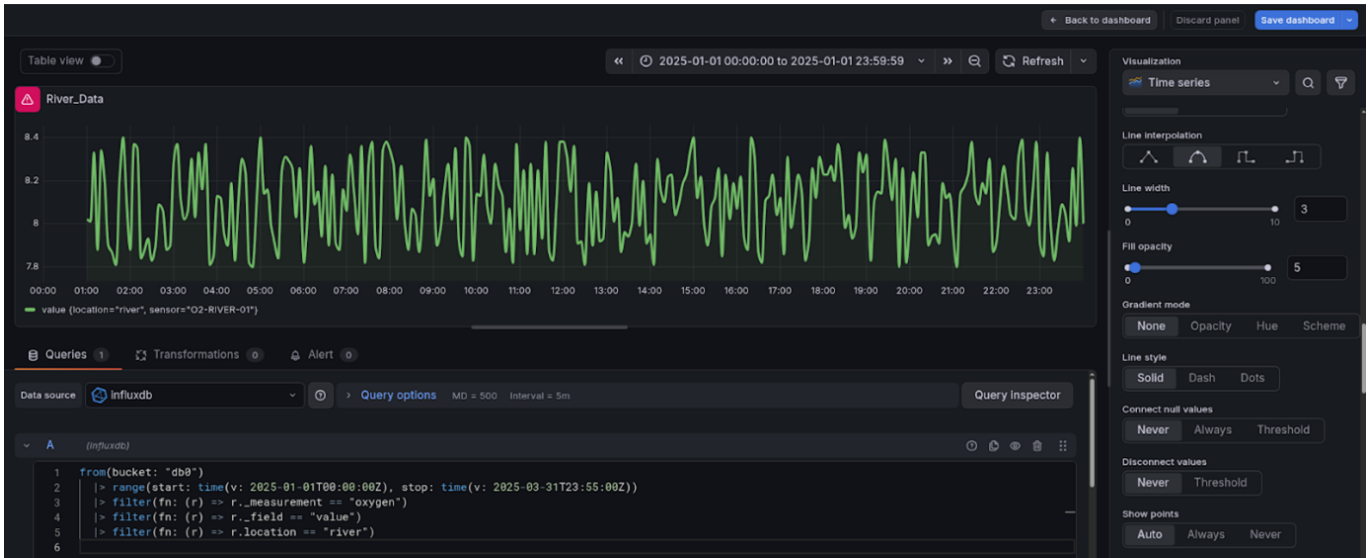 Back to dashboard
Discard panel
Save dashboard
Table view
2025-01-01 00:00:00 to 2025-01-01 23:59:59
Refresh
River_Data
8.4
8.2
8
7.8
00:00 01:00 02:00 03:00 04:00 05:00 06:00 07:00 08:00 09:00 10:00 11:00 12:00 13:00 14:00 15:00 16:00 17:00 18:00 19:00 20:00 21:00 22:00 23:00
value {location="river", sensor="O2-RIVER-01"}
Queries 1
Transformations 0
Alert 0
Data source
influxdb
Query options MD = 500 Interval = 5m
Query inspector
A (influxdb)
1 from(bucket: "db0")
2 |> range(start: time(v: 2025-01-01T00:00:00Z), stop: time(v: 2025-03-31T23:55:00Z))
3 |> filter(fn: (r) => r._measurement == "oxygen")
4 |> filter(fn: (r) => r._field == "value")
5 |> filter(fn: (r) => r.location == "river")
6
Visualization
Time series
Line interpolation
Line width
0 10 3
Fill opacity
0 100 5
Gradient mode
None Opacity Hue Scheme
Line style
Solid Dash Dots
Connect null values
Never Always Threshold
Disconnect values
Never Threshold
Show points
Auto Always Never